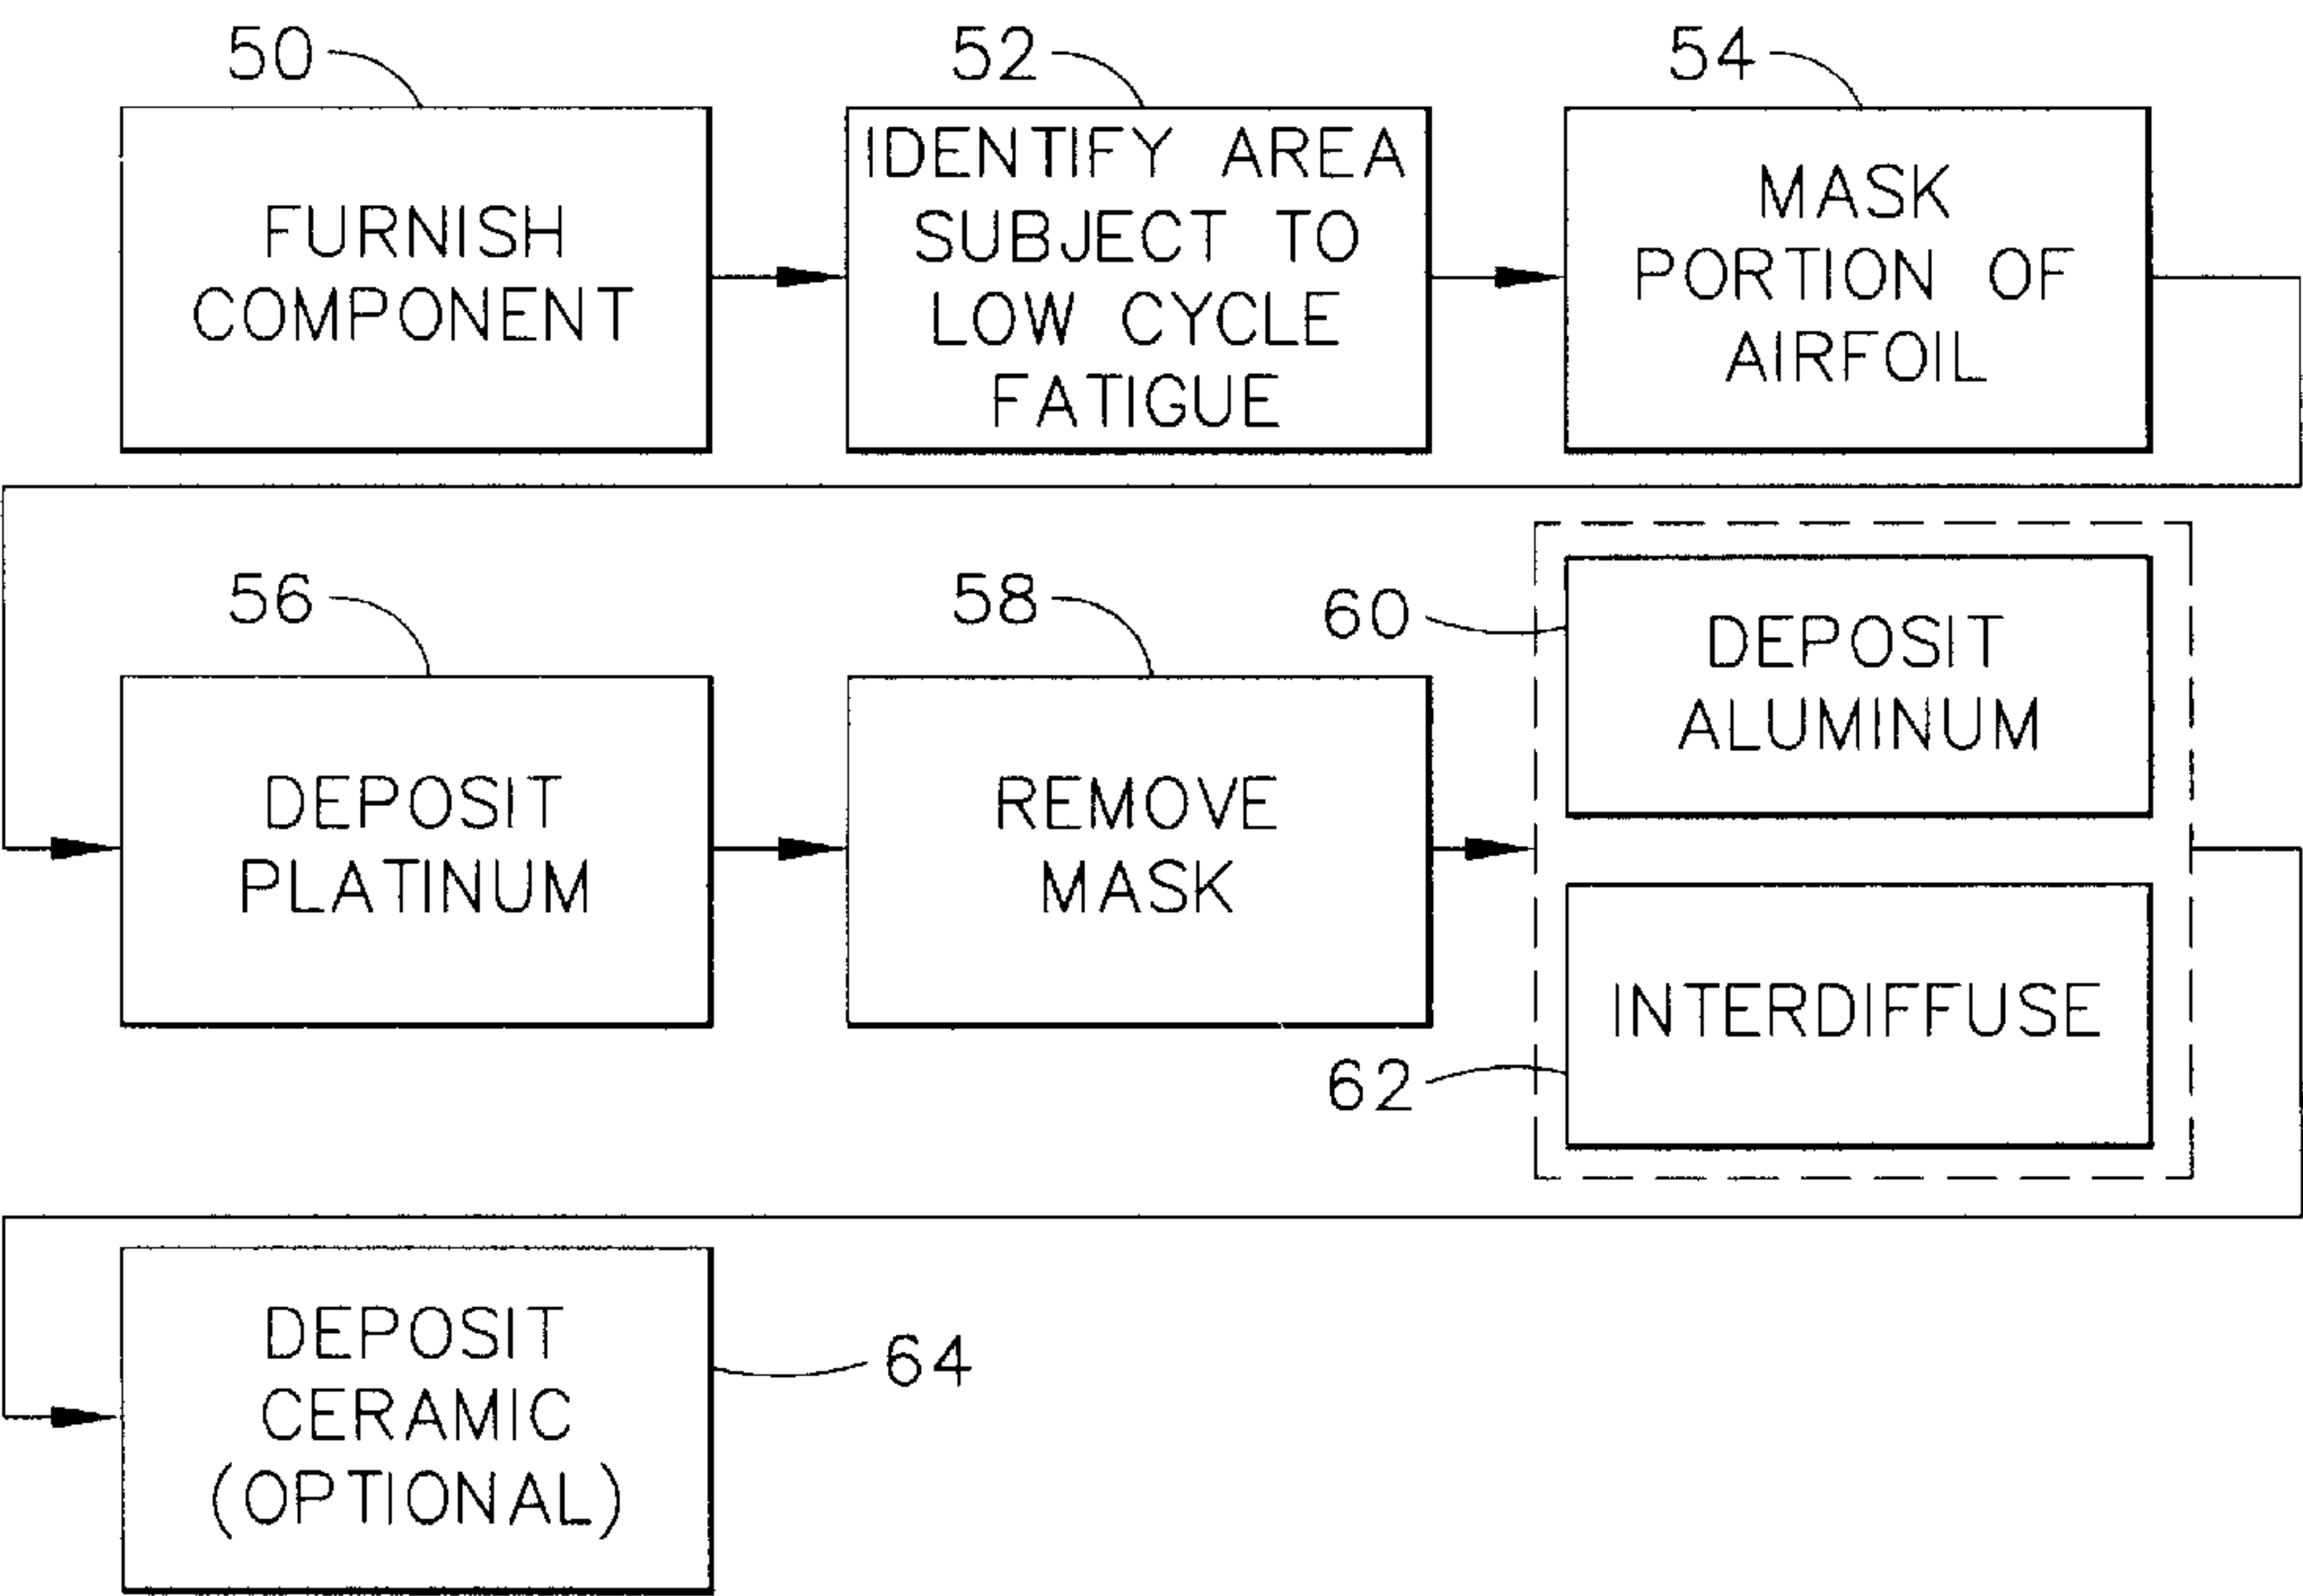 50
FURNISH
COMPONENT
52
IDENTIFY AREA
SUBJECT TO
LOW CYCLE
FATIGUE
54
MASK
PORTION OF
AIRFOIL
56
DEPOSIT
PLATINUM
58
REMOVE
MASK
60
DEPOSIT
ALUMINUM
62
INTERDIFFUSE
DEPOSIT
CERAMIC
(OPTIONAL)
64